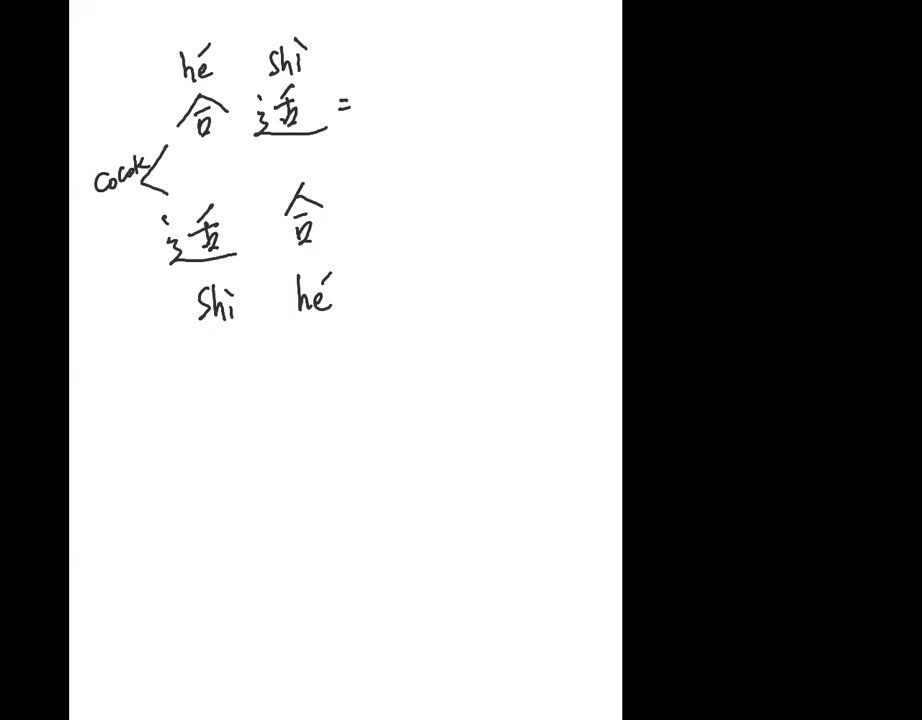 hé shì
合 适 =
cocok
适 合
shì hé